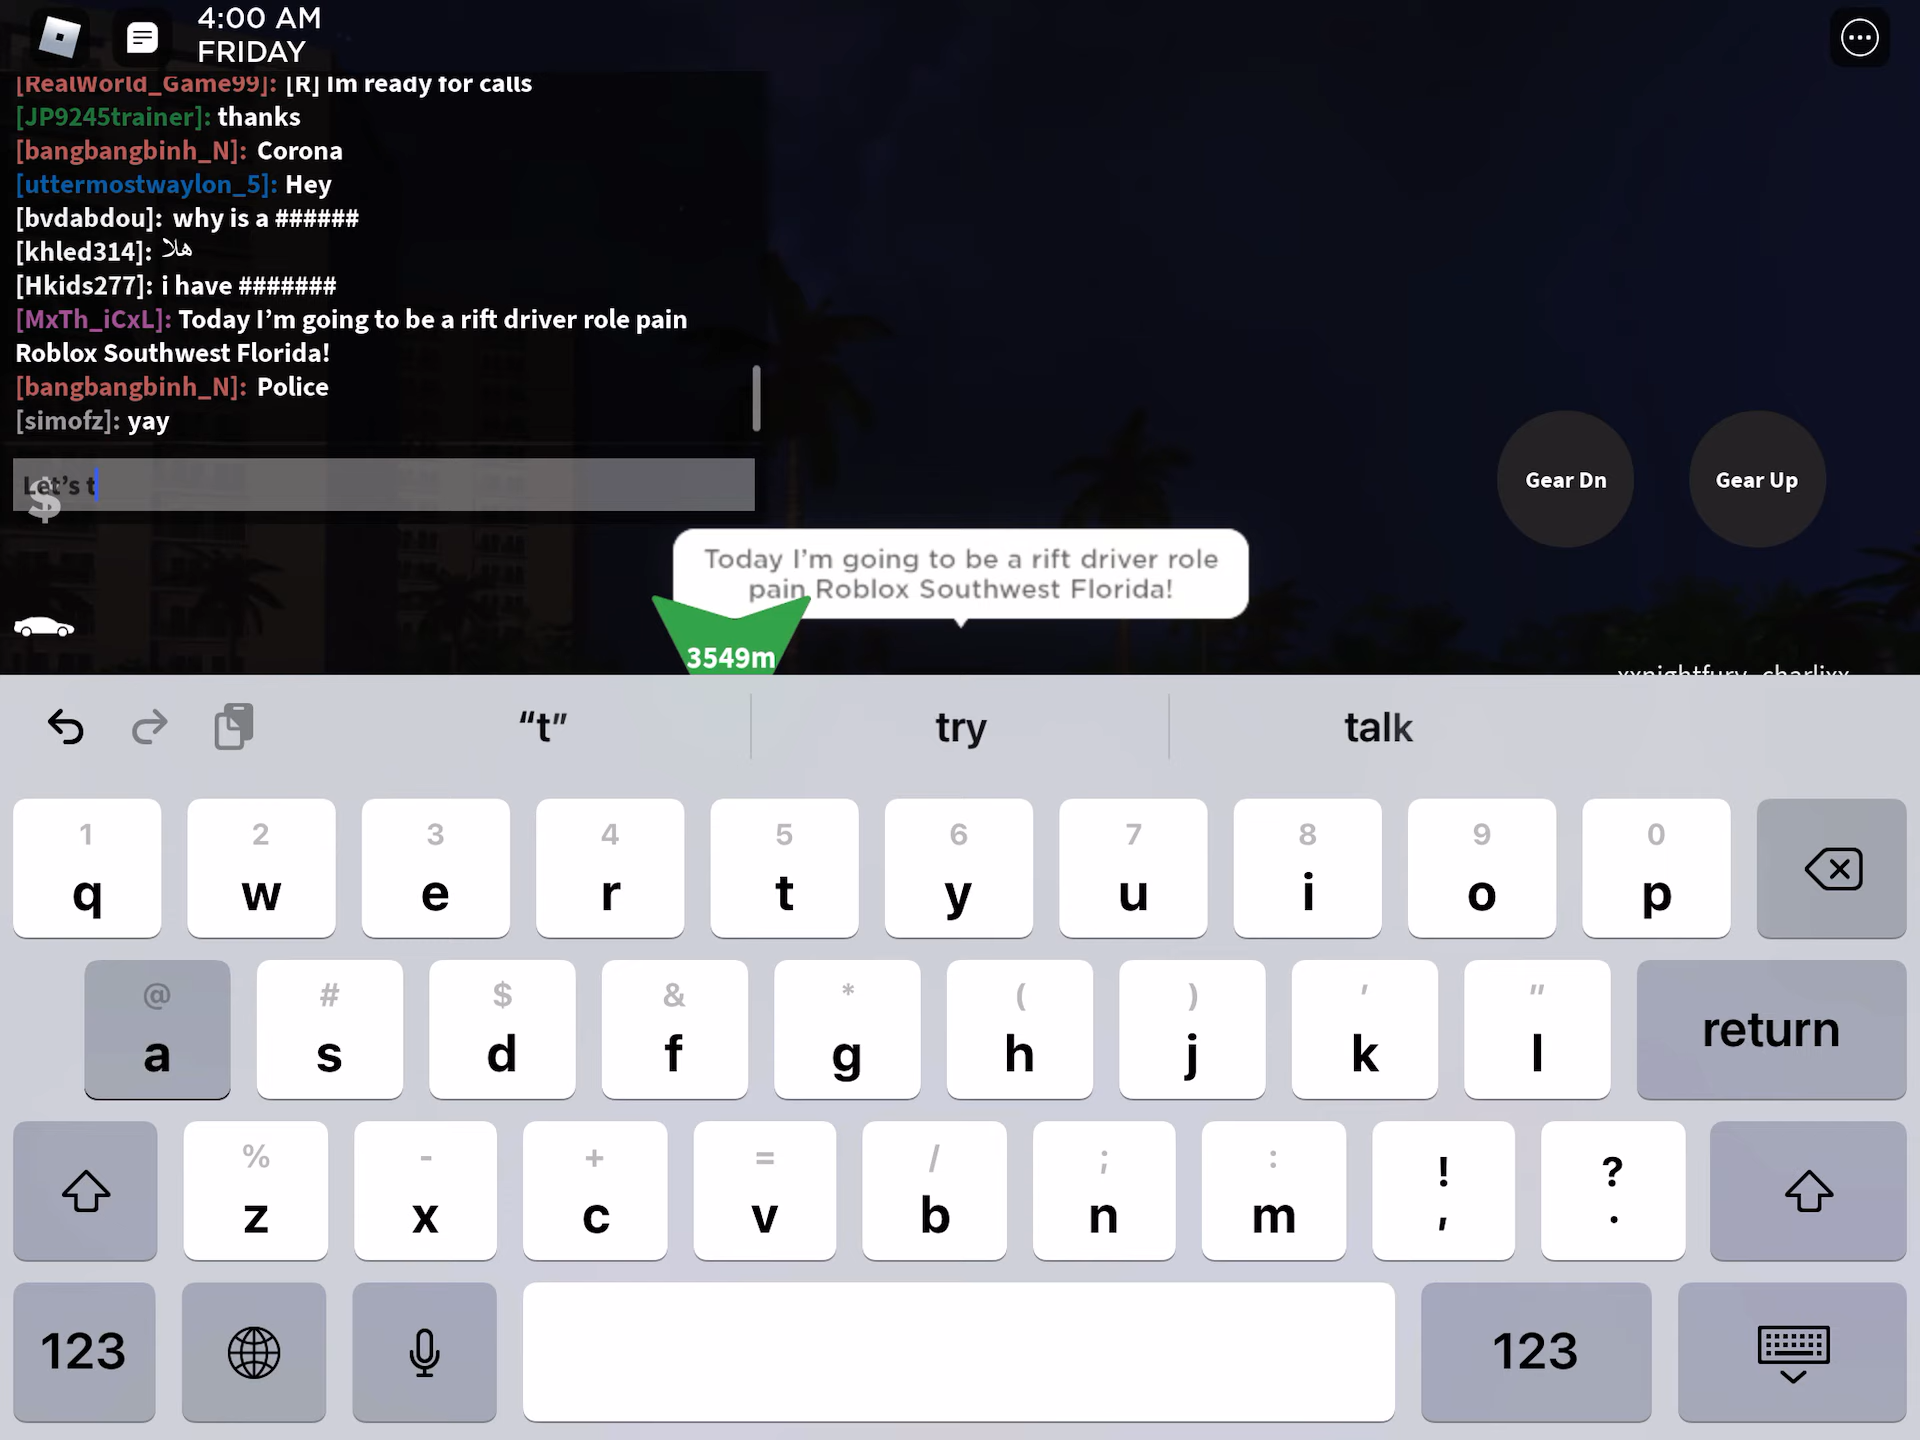 4:00 AM
FRIDAY
[RealWorld_Game99]: [R] Im ready for calls
[JP9245trainer]: thanks
[bangbangbinh_N]: Corona
[uttermostwaylon_5]: Hey
[bvdabdou]: why is a ######
[khled314]: هلا
[Hkids277]: i have #######
[MxTh_iCxL]: Today I’m going to be a rift driver role pain
Roblox Southwest Florida!
[bangbangbinh_N]: Police
[simofz]: yay
Let’s t
$
Gear Dn
Gear Up
Today I’m going to be a rift driver role
pain Roblox Southwest Florida!
3549m
xxnightfury_charlixx
“t” try talk
1 2 3 4 5 6 7 8 9 0
q w e r t y u i o p
@ # $ & * ( ) ' "
a s d f g h j k l return
% - + = / ; : ! ?
z x c v b n m , .
123 123